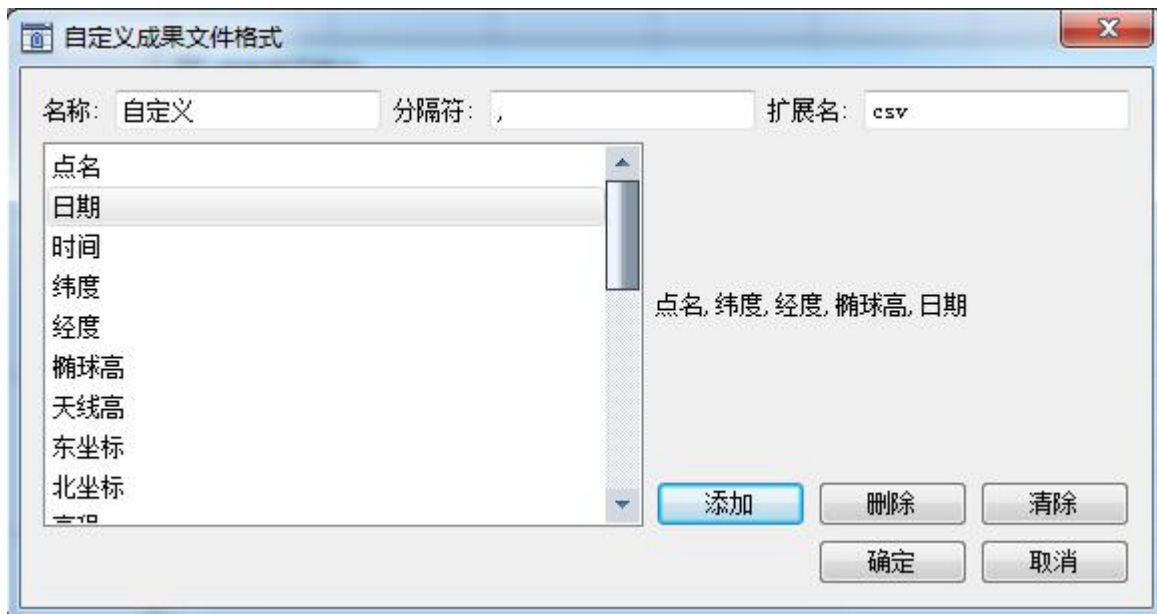 自定义成果文件格式
名称: 自定义 分隔符: , 扩展名: csv
点名
日期
时间
纬度
经度
椭球高
天线高
东坐标
北坐标
点名, 纬度, 经度, 椭球高, 日期
添加 删除 清除
确定 取消